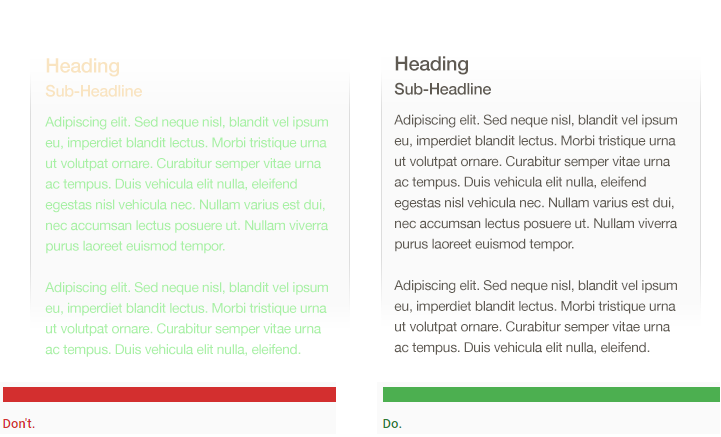 Heading
Sub-Headline
Adipiscing elit. Sed neque nisl, blandit vel ipsum
eu, imperdiet blandit lectus. Morbi tristique urna
ut volutpat ornare. Curabitur semper vitae urna
ac tempus. Duis vehicula elit nulla, eleifend
egestas nisl vehicula nec. Nullam varius est dui,
nec accumsan lectus posuere ut. Nullam viverra
purus laoreet euismod tempor.
Adipiscing elit. Sed neque nisl, blandit vel ipsum
eu, imperdiet blandit lectus. Morbi tristique urna
ut volutpat ornare. Curabitur semper vitae urna
ac tempus. Duis vehicula elit nulla, eleifend.
Don't.
Heading
Sub-Headline
Adipiscing elit. Sed neque nisl, blandit vel ipsum
eu, imperdiet blandit lectus. Morbi tristique urna
ut volutpat ornare. Curabitur semper vitae urna
ac tempus. Duis vehicula elit nulla, eleifend
egestas nisl vehicula nec. Nullam varius est dui,
nec accumsan lectus posuere ut. Nullam viverra
purus laoreet euismod tempor.
Adipiscing elit. Sed neque nisl, blandit vel ipsum
eu, imperdiet blandit lectus. Morbi tristique urna
ut volutpat ornare. Curabitur semper vitae urna
ac tempus. Duis vehicula elit nulla, eleifend.
Do.